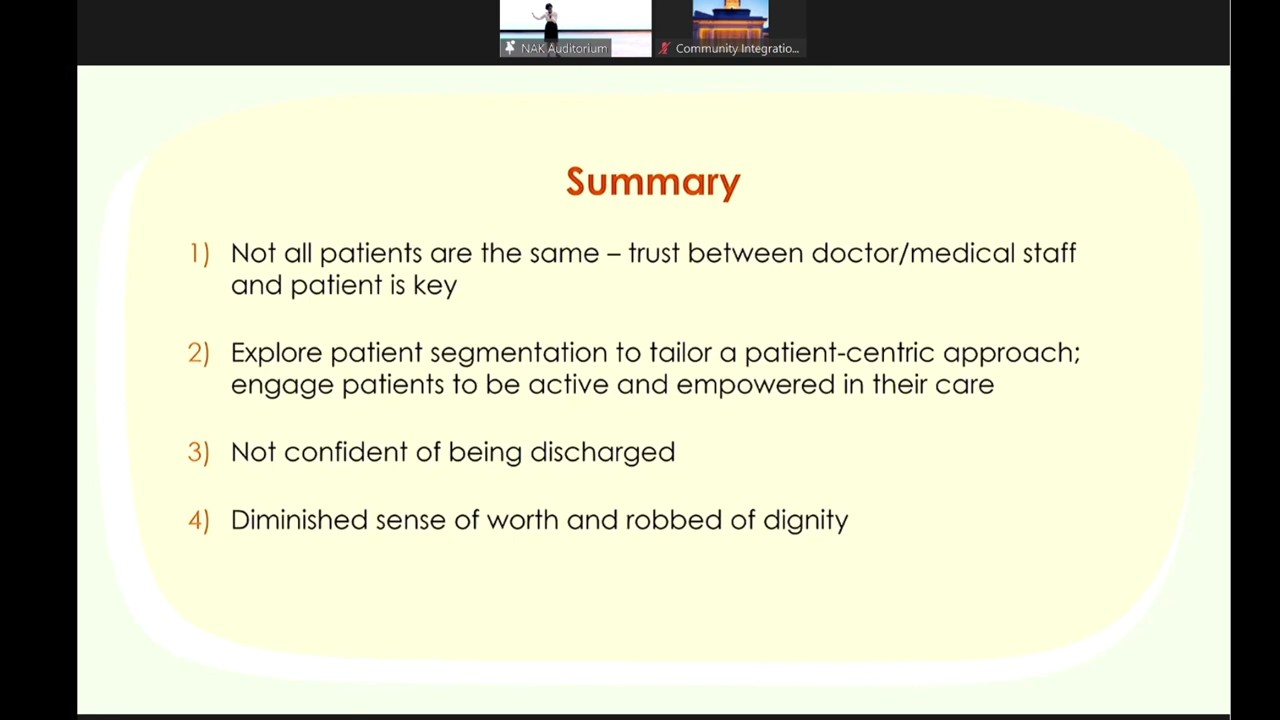 NAK Auditorium
Community Integratio...
Summary
1) Not all patients are the same – trust between doctor/medical staff
and patient is key
2) Explore patient segmentation to tailor a patient-centric approach;
engage patients to be active and empowered in their care
3) Not confident of being discharged
4) Diminished sense of worth and robbed of dignity